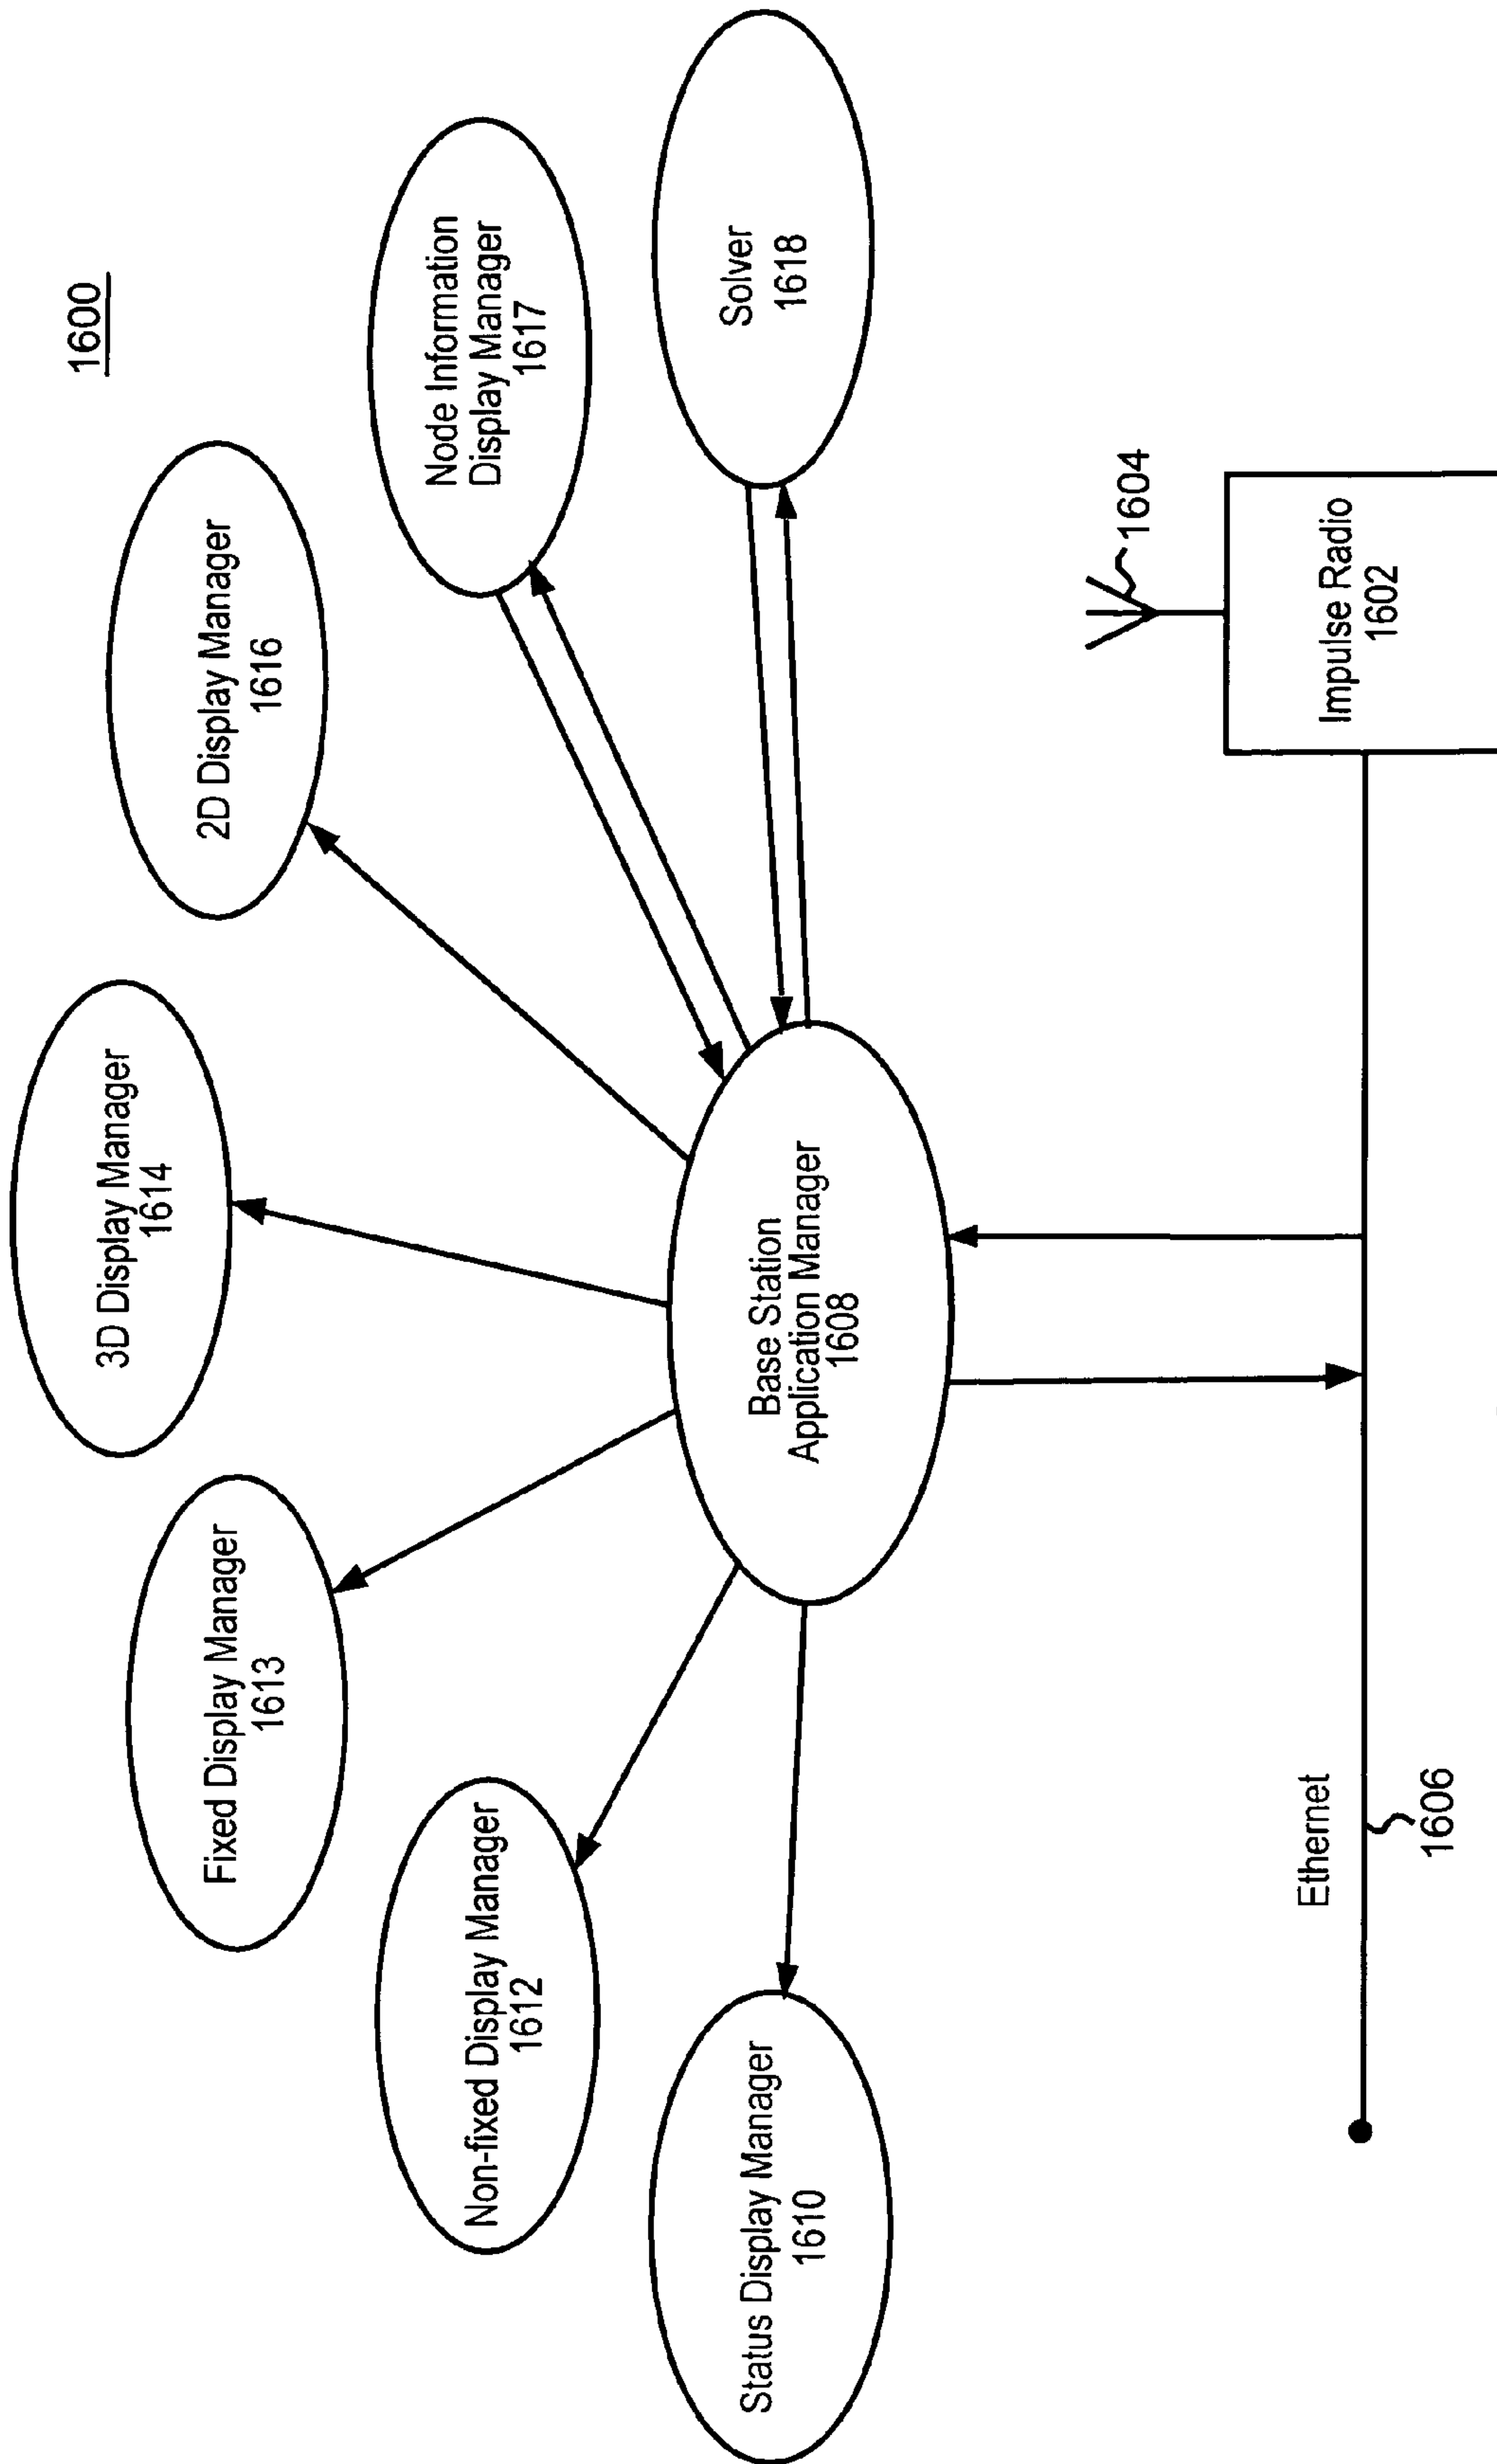 1600
3D Display Manager
1614
Fixed Display Manager
1613
2D Display Manager
1616
Non-fixed Display Manager
1612
Node Information
Display Manager
1617
Status Display Manager
1610
Base Station
Application Manager
1608
Solver
1618
1604
Ethernet
1606
Impulse Radio
1602